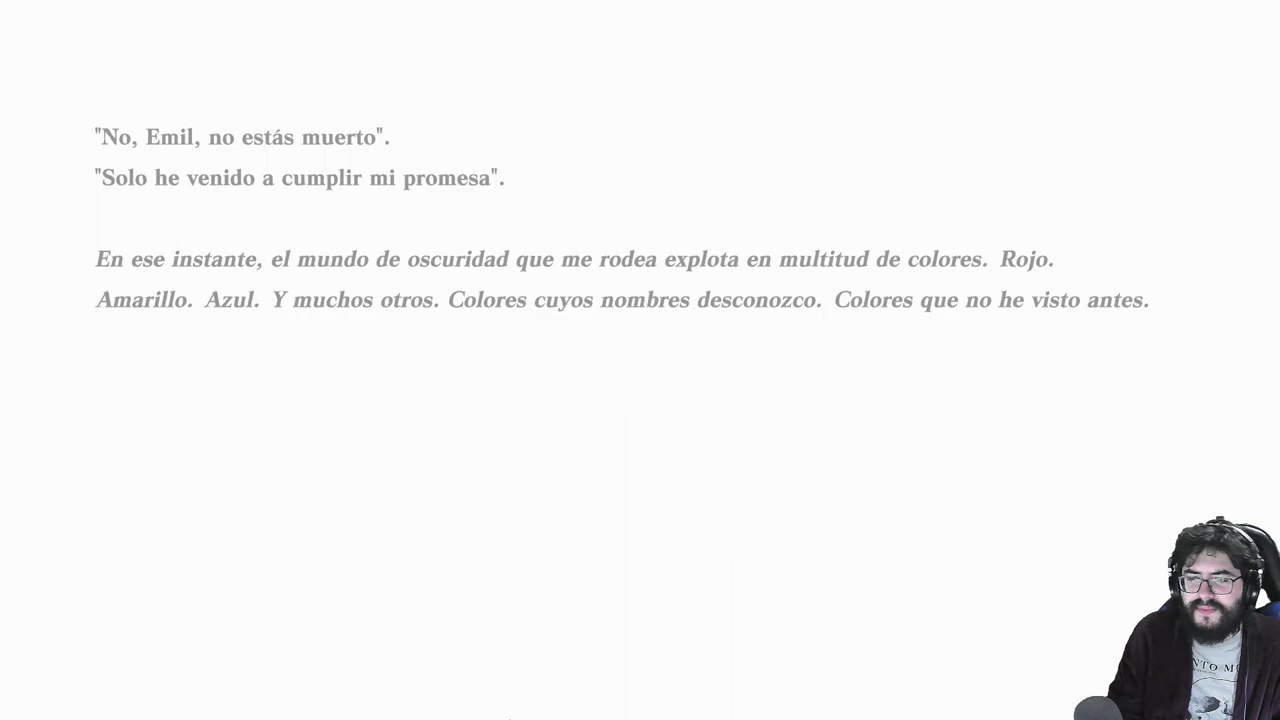 "No, Emil, no estás muerto".
"Solo he venido a cumplir mi promesa".
En ese instante, el mundo de oscuridad que me rodea explota en multitud de colores. Rojo.
Amarillo. Azul. Y muchos otros. Colores cuyos nombres desconozco. Colores que no he visto antes.